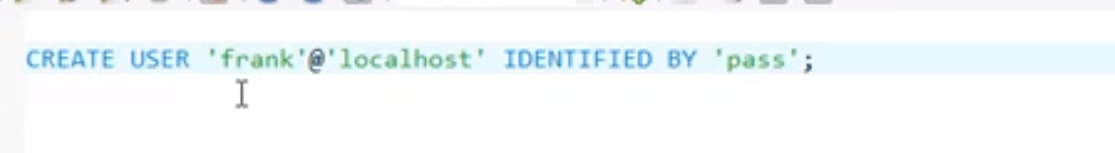 CREATE USER 'frank'@'localhost' IDENTIFIED BY 'pass';